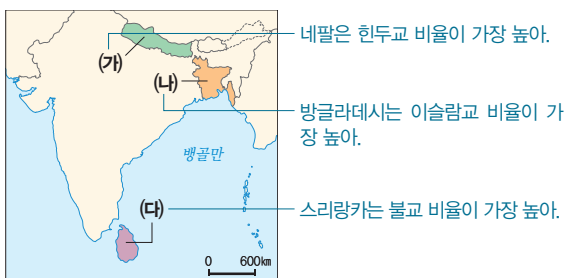 네팔은 힌두교 비율이 가장 높아.
(가)
(나)
방글라데시는 이슬람교 비율이 가
장 높아.
벵골만
(다)
스리랑카는 불교 비율이 가장 높아.
0 600km